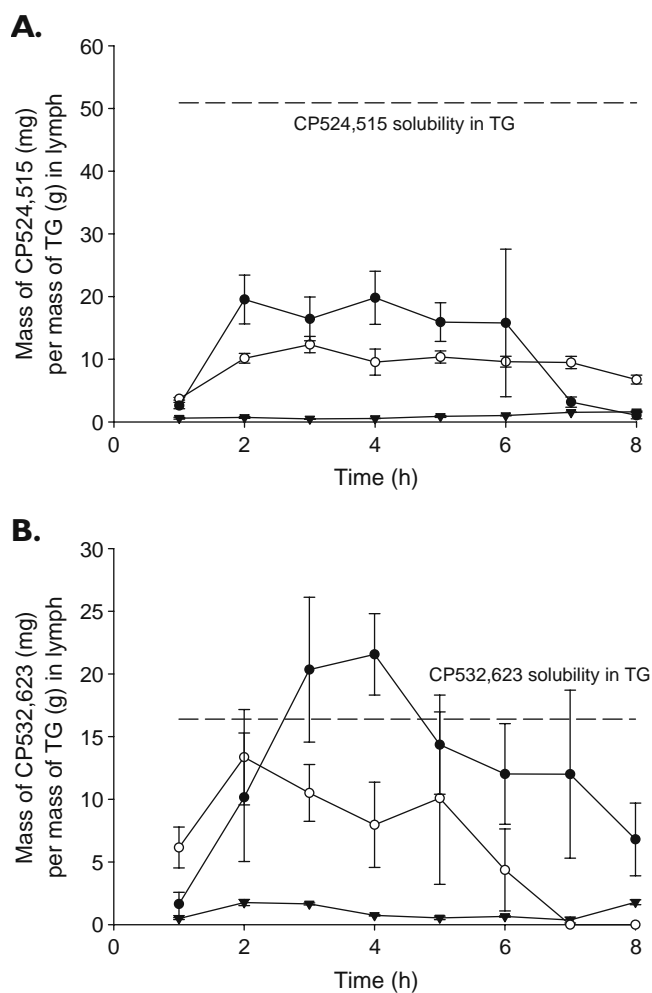 A.
Mass of CP524,515 (mg)
per mass of TG (g) in lymph
60
50
40
30
20
10
0
CP524,515 solubility in TG
0 2 4 6 8
Time (h)
B.
Mass of CP532,623 (mg)
per mass of TG (g) in lymph
30
25
20
15
10
5
0
CP532,623 solubility in TG
0 2 4 6 8
Time (h)